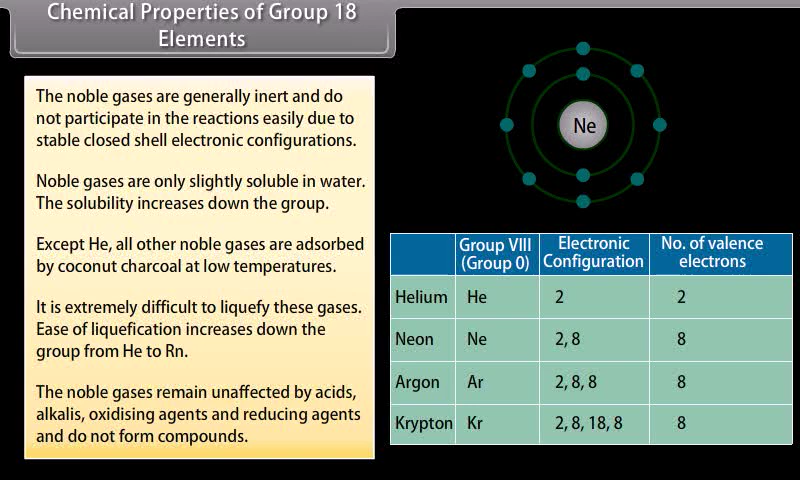 Chemical Properties of Group 18
Elements
The noble gases are generally inert and do
not participate in the reactions easily due to
stable closed shell electronic configurations.
Noble gases are only slightly soluble in water.
The solubility increases down the group.
Except He, all other noble gases are adsorbed
by coconut charcoal at low temperatures.
It is extremely difficult to liquefy these gases.
Ease of liquefication increases down the
group from He to Rn.
The noble gases remain unaffected by acids,
alkalis, oxidising agents and reducing agents
and do not form compounds.
Ne
Group VIII Electronic No. of valence
(Group 0) Configuration electrons
Helium He 2 2
Neon Ne 2, 8 8
Argon Ar 2, 8, 8 8
Krypton Kr 2, 8, 18, 8 8